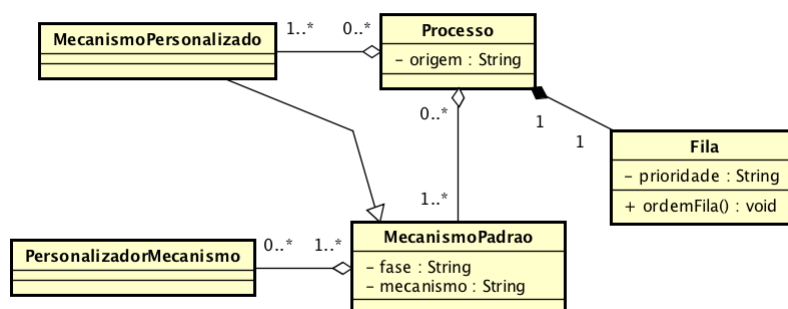 MecanismoPersonalizado
1..*
0..*
Processo
– origem : String
0..*
1
1
Fila
– prioridade : String
+ ordemFila() : void
1..*
PersonalizadorMecanismo
0..*
1..*
MecanismoPadrao
– fase : String
– mecanismo : String